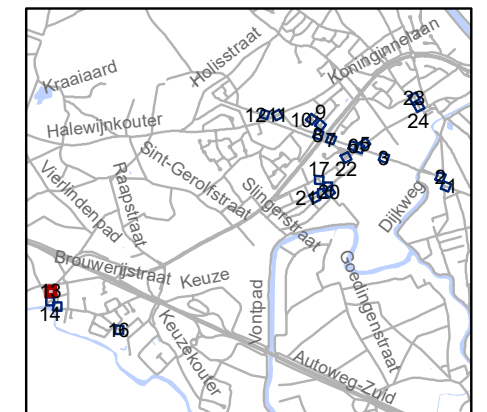 Holisstraat
Koninginnelaan
Kraaiaard
23
24
12 11
10 9
8 7
Halewijnkouter
6 5
3
22
17
2
1
Sint-Gerolfstraat
Vierlindenpad
Raapstraat
Slingerstraat
21
20
Dijkweg
Brouwerijstraat
Keuze
Goedingenstraat
Vontpad
13
14
16
Keuzekouter
Autoweg-Zuid